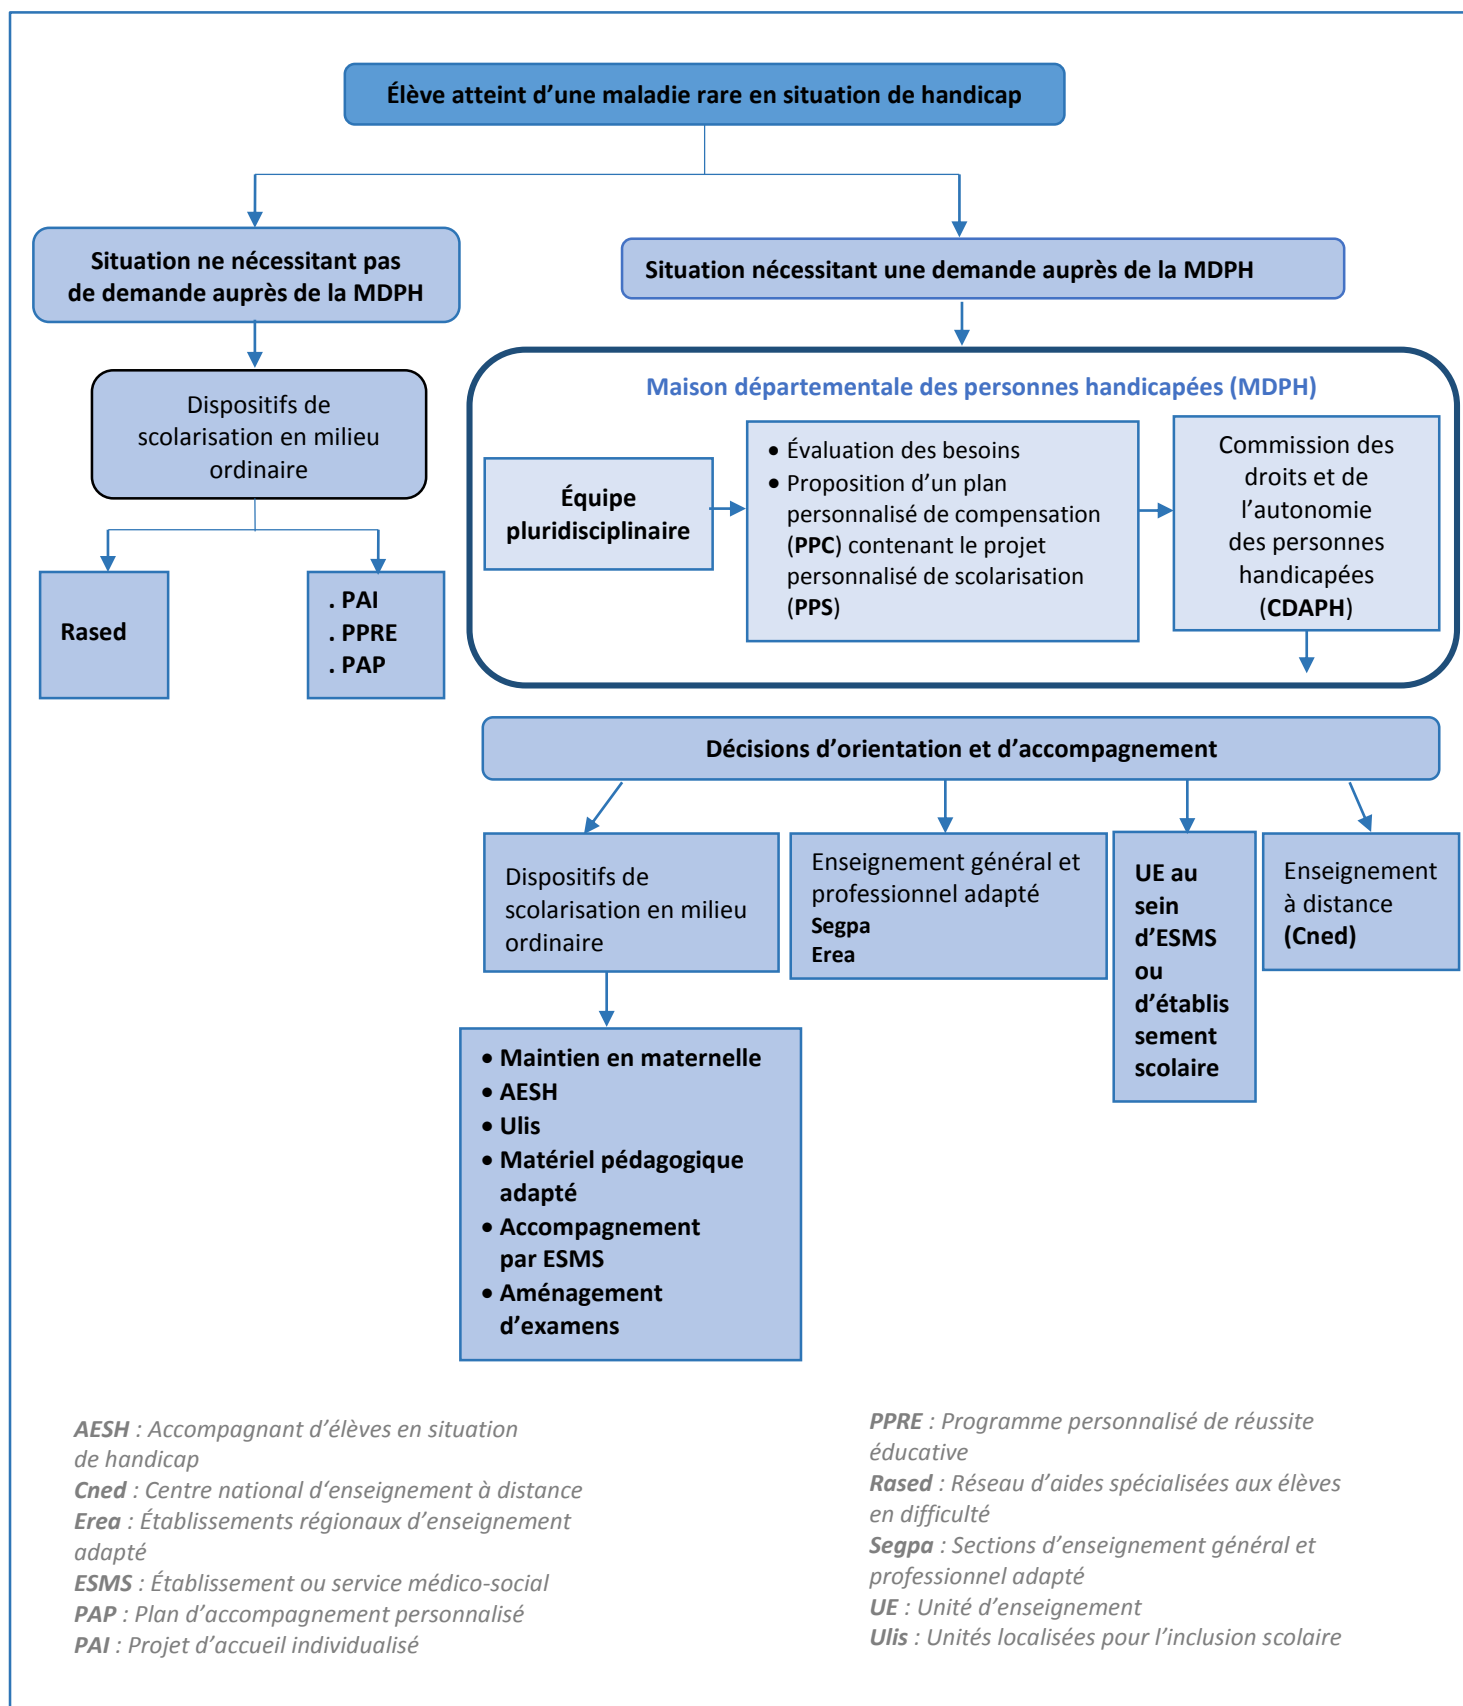 Élève atteint d’une maladie rare en situation de handicap
Situation ne nécessitant pas
de demande auprès de la MDPH
Situation nécessitant une demande auprès de la MDPH
Dispositifs de
scolarisation en milieu
ordinaire
Rased
. PAI
. PPRE
. PAP
Maison départementale des personnes handicapées (MDPH)
Équipe
pluridisciplinaire
• Évaluation des besoins
• Proposition d’un plan
personnalisé de compensation
(PPC) contenant le projet
personnalisé de scolarisation
(PPS)
Commission des
droits et de
l’autonomie
des personnes
handicapées
(CDAPH)
Décisions d’orientation et d’accompagnement
Dispositifs de
scolarisation en milieu
ordinaire
Enseignement général et
professionnel adapté
Segpa
Erea
UE au
sein
d’ESMS
ou
d’établis
sement
scolaire
Enseignement
à distance
(Cned)
• Maintien en maternelle
• AESH
• Ulis
• Matériel pédagogique
adapté
• Accompagnement
par ESMS
• Aménagement
d’examens
AESH : Accompagnant d’élèves en situation
de handicap
Cned : Centre national d‘enseignement à distance
Erea : Établissements régionaux d’enseignement
adapté
ESMS : Établissement ou service médico-social
PAP : Plan d’accompagnement personnalisé
PAI : Projet d’accueil individualisé
PPRE : Programme personnalisé de réussite
éducative
Rased : Réseau d’aides spécialisées aux élèves
en difficulté
Segpa : Sections d’enseignement général et
professionnel adapté
UE : Unité d’enseignement
Ulis : Unités localisées pour l’inclusion scolaire